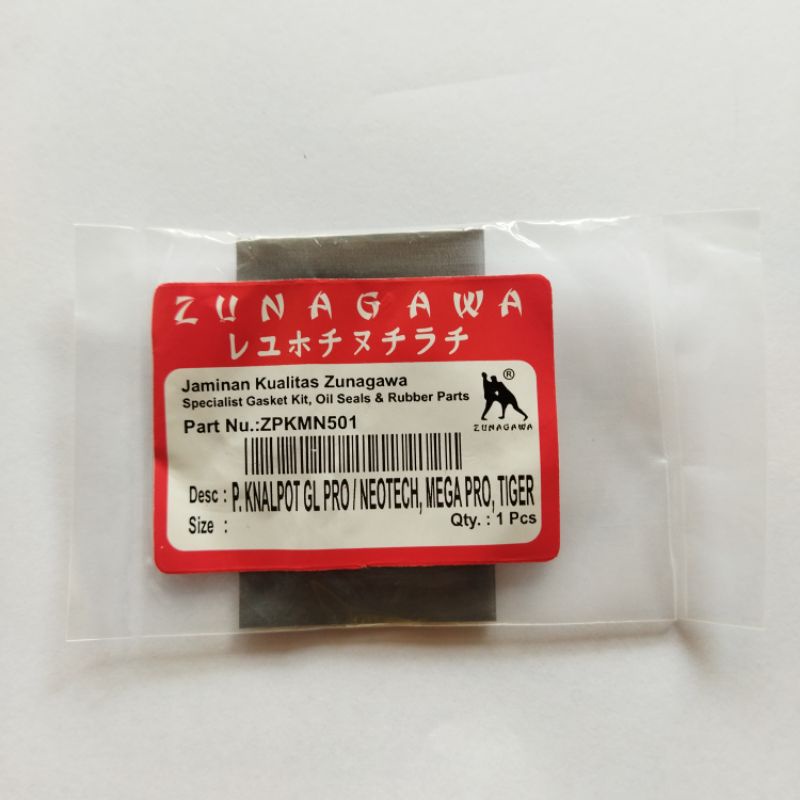 ZUNAGAWA
レユホチヌチラチ
Jaminan Kualitas Zunagawa
Specialist Gasket Kit, Oil Seals & Rubber Parts
®
ZUNAGAWA
Part Nu.:ZPKMN501
Desc : P. KNALPOT GL PRO / NEOTECH, MEGA PRO, TIGER
Size :
Qty. : 1 Pcs